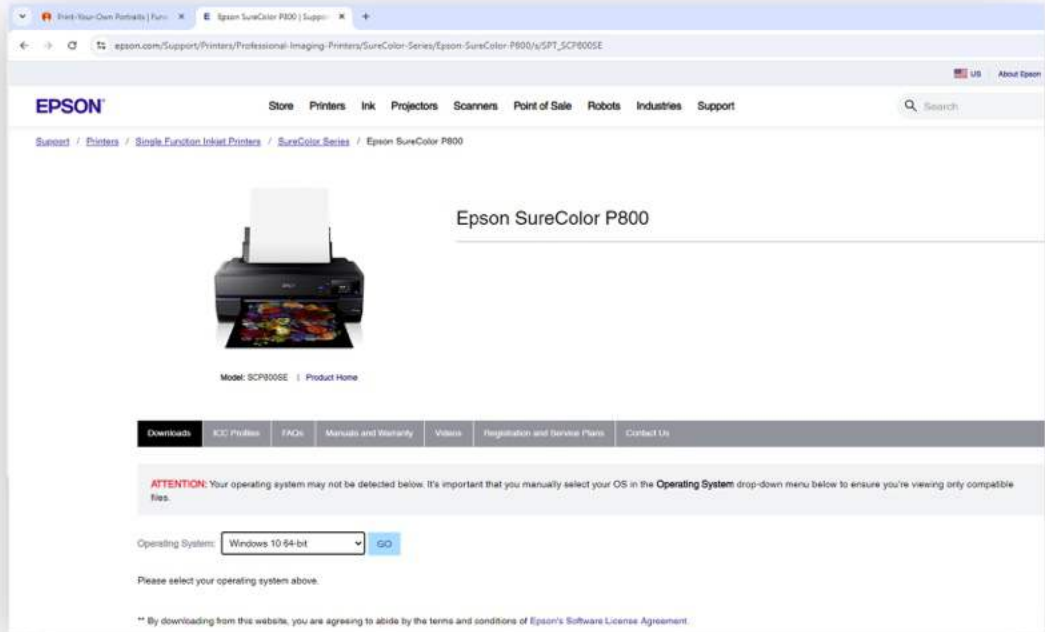 Print-Your-Own Portraits | Fun
Epson SureColor P800 | Suppor
epson.com/Support/Printers/Professional-Imaging-Printers/SureColor-Series/Epson-SureColor-P800/s/SPT_SCP800SE
US About Epson
EPSON
Store Printers Ink Projectors Scanners Point of Sale Robots Industries Support
Search
Support / Printers / Single Function Inkjet Printers / SureColor Series / Epson SureColor P800
Epson SureColor P800
Model: SCP800SE | Product Home
Downloads ICC Profiles FAQs Manuals and Warranty Videos Registration and Service Plans Contact Us
ATTENTION: Your operating system may not be detected below. It's important that you manually select your OS in the Operating System drop-down menu below to ensure you're viewing only compatible
files.
Operating System: Windows 10 64-bit GO
Please select your operating system above.
** By downloading from this website, you are agreeing to abide by the terms and conditions of Epson's Software License Agreement.